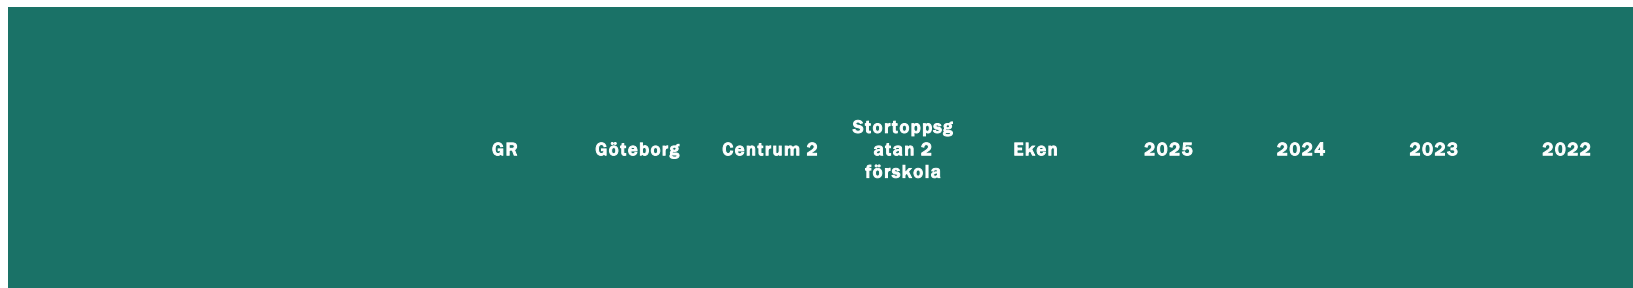 GR
Göteborg
Centrum 2
Stortoppsg
atan 2
förskola
Eken
2025
2024
2023
2022